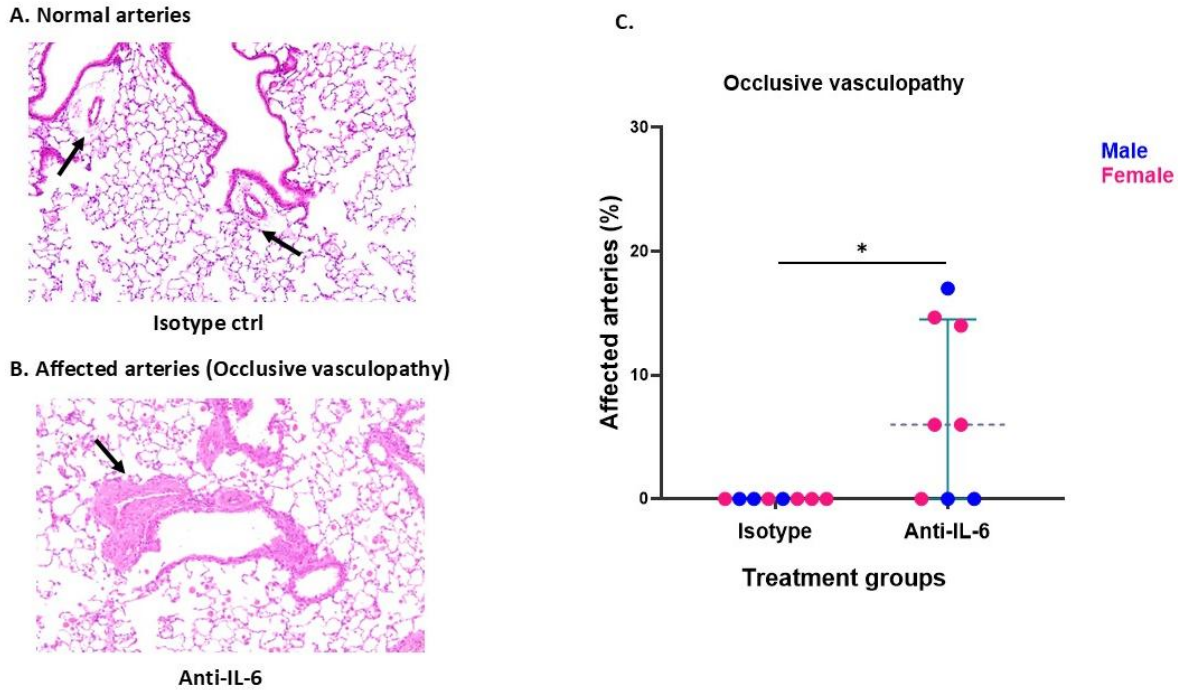 A. Normal arteries
Isotype ctrl
B. Affected arteries (Occlusive vasculopathy)
Anti-IL-6
C.
Occlusive vasculopathy
Male
Female
Affected arteries (%)
30
20
10
0
*
Isotype
Anti-IL-6
Treatment groups